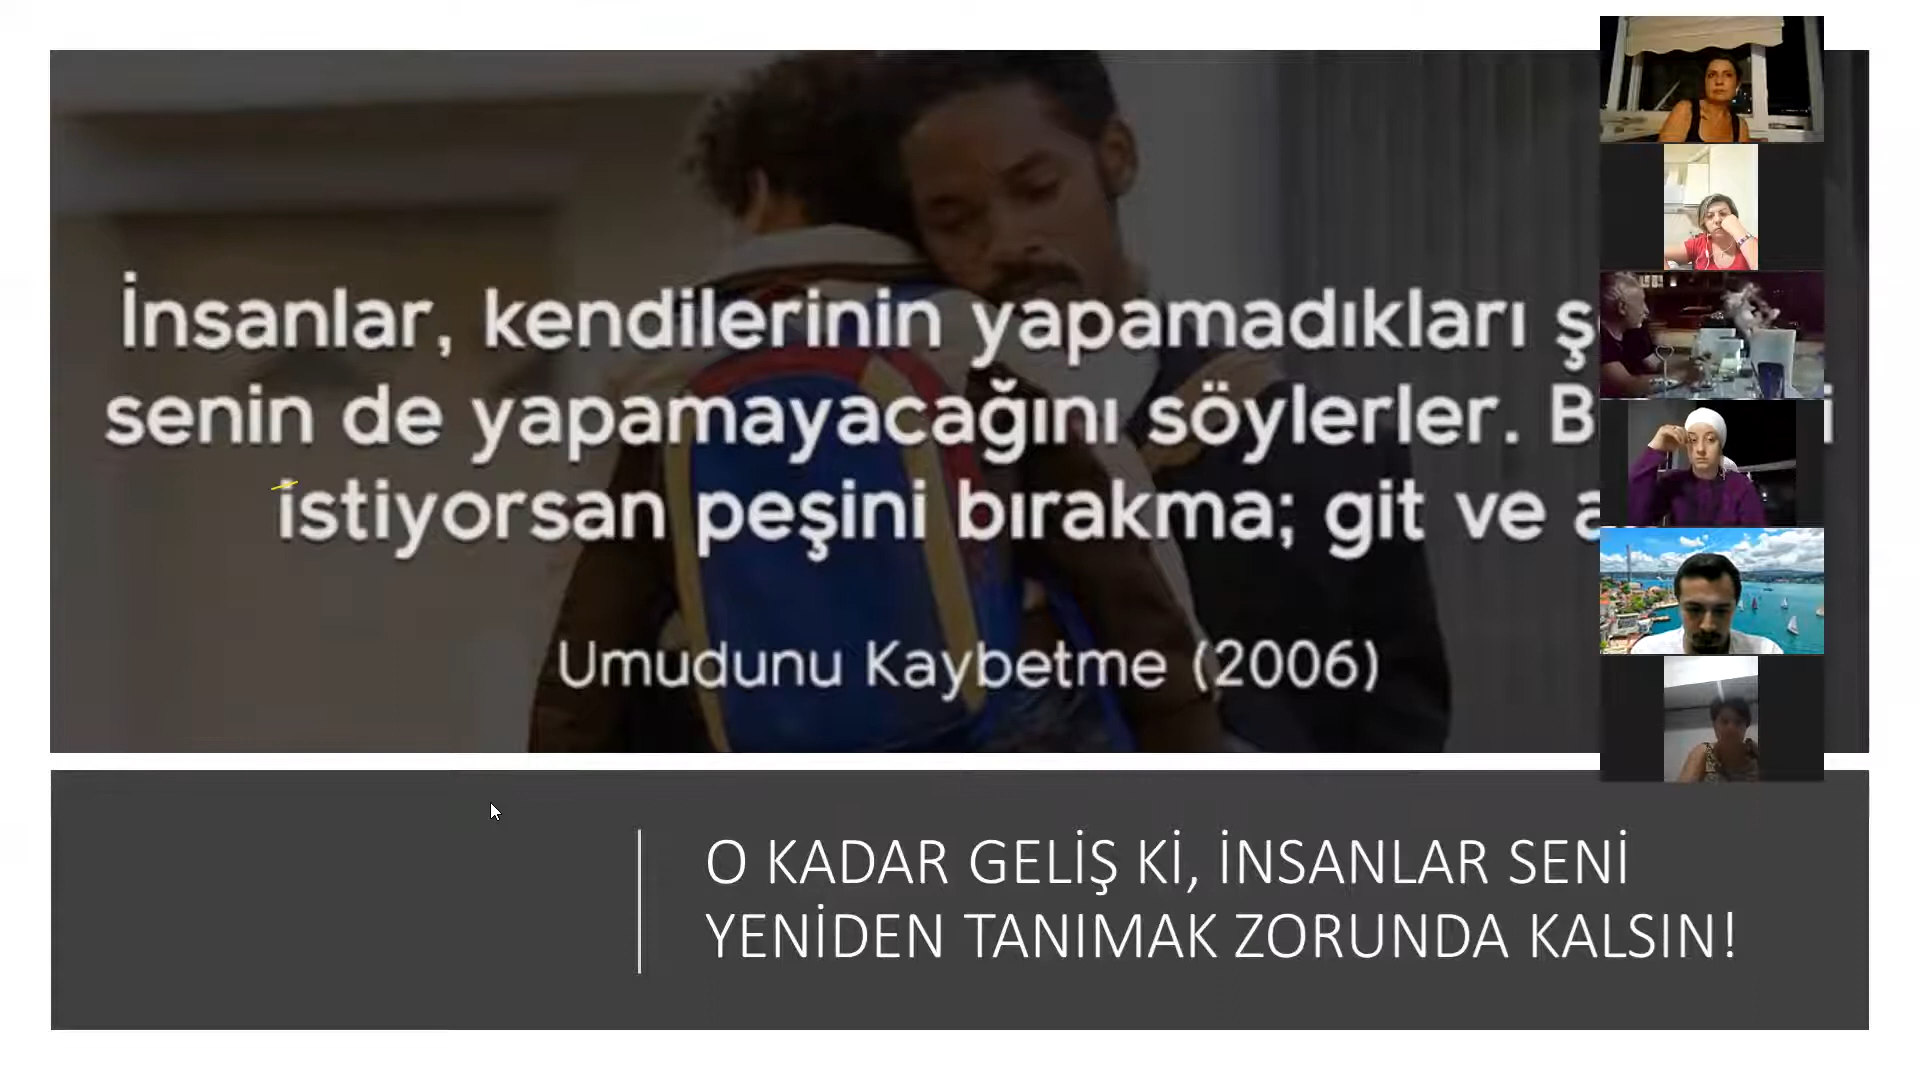 İnsanlar, kendilerinin yapamadıkları
senin de yapamayacağını söylerler.
istiyorsan peşini bırakma; git ve
Umudunu Kaybetme (2006)
O KADAR GELİŞ Kİ, İNSANLAR SENİ
YENİDEN TANIMAK ZORUNDA KALSIN!